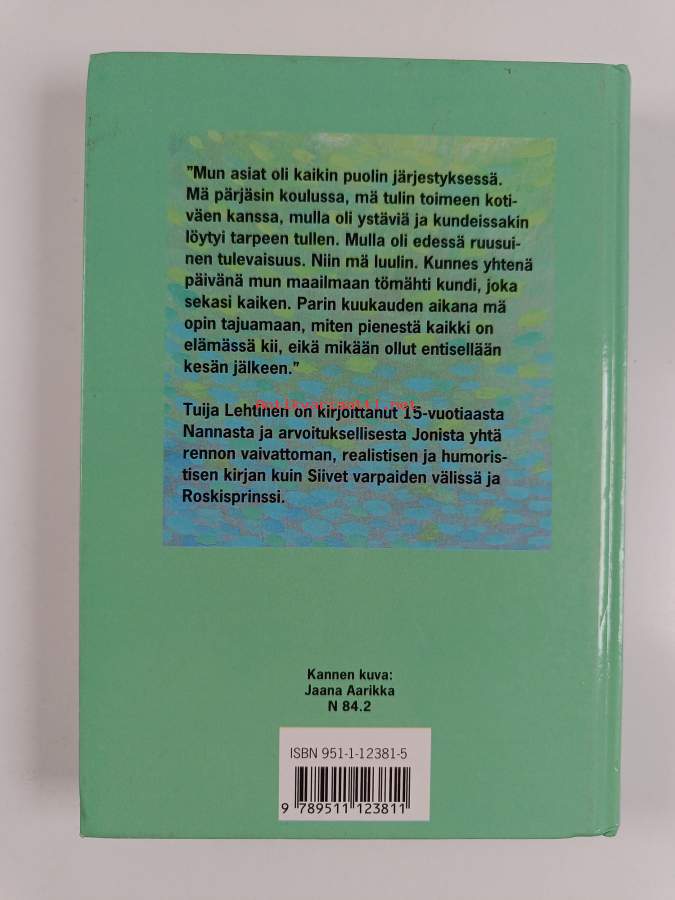 "Mun asiat oli kaikin puolin järjestyksessä.
Mä pärjäsin koulussa, mä tulin toimeen koti-
väen kanssa, mulla oli ystäviä ja kundeissakin
löytyi tarpeen tullen. Mulla oli edessä ruusui-
nen tulevaisuus. Niin mä luulin. Kunnes yhtenä
päivänä mun maailmaan tömähti kundi, joka
sekasi kaiken. Parin kuukauden aikana mä
opin tajuamaan, miten pienestä kaikki on
elämässä kii, eikä mikään ollut entisellään
kesän jälkeen."
Antikvariaatti.net
Tuija Lehtinen on kirjoittanut 15-vuotiaasta
Nannasta ja arvoituksellisesta Jonista yhtä
rennon vaivattoman, realistisen ja humoris-
tisen kirjan kuin Siivet varpaiden välissä ja
Roskisprinssi.
Kannen kuva:
Jaana Aarikka
N 84.2
ISBN 951-1-12381-5
9 789511 123811